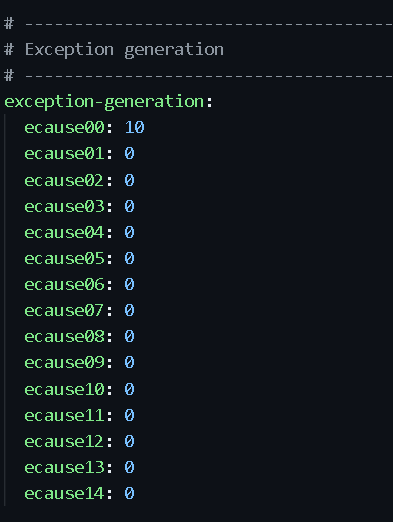 # -------------------------------------
# Exception generation
# -------------------------------------
exception-generation:
  ecause00: 10
  ecause01: 0
  ecause02: 0
  ecause03: 0
  ecause04: 0
  ecause05: 0
  ecause06: 0
  ecause07: 0
  ecause08: 0
  ecause09: 0
  ecause10: 0
  ecause11: 0
  ecause12: 0
  ecause13: 0
  ecause14: 0